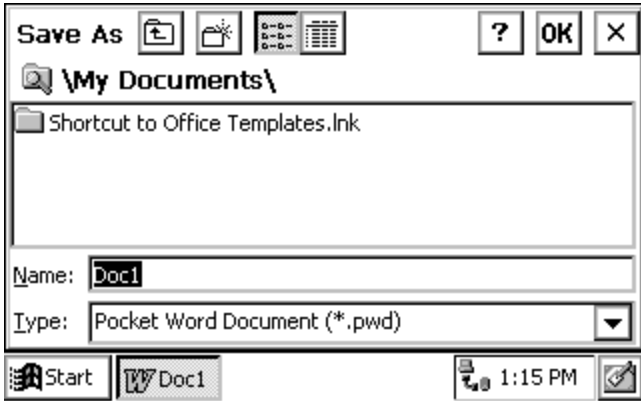 Save As ? OK ×
\My Documents\
Shortcut to Office Templates.lnk
Name: Doc1
Type: Pocket Word Document (*.pwd)
Start W Doc1 1:15 PM